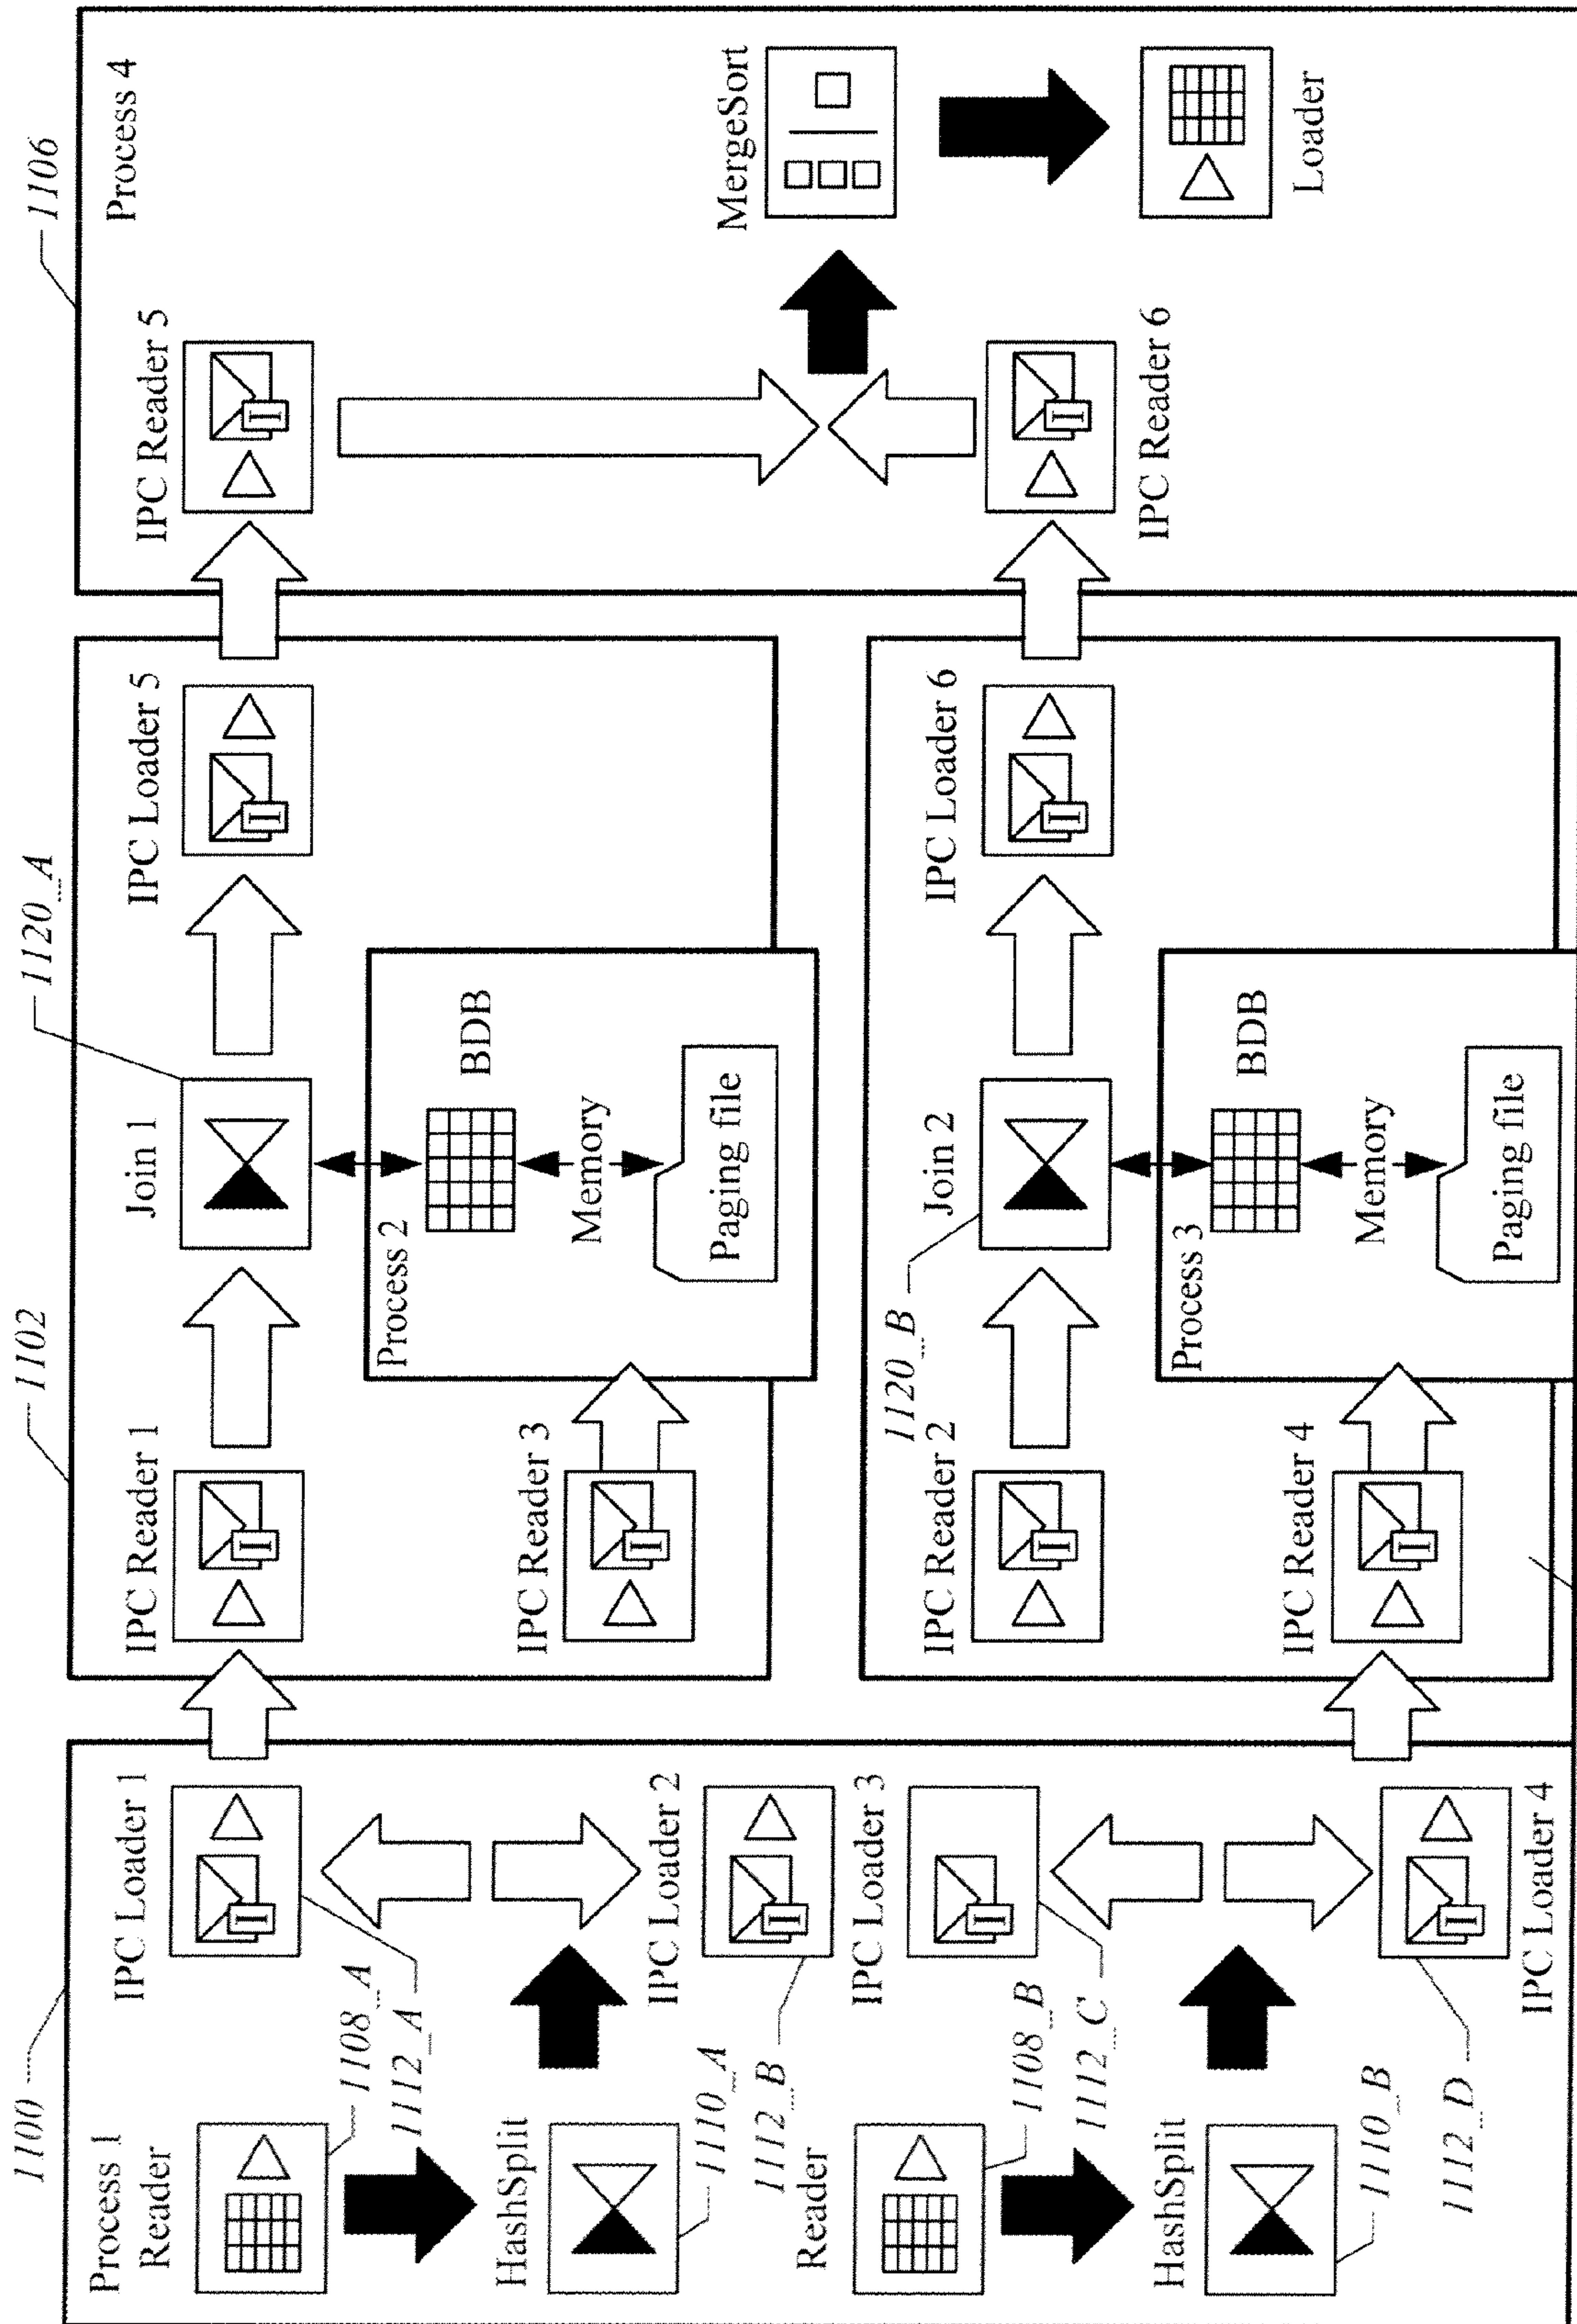 1100
Process 1
Reader
1108_A
1112_A
HashSplit
1110_A
1112_B
Reader
1108_B
1112_C
HashSplit
1110_B
1112_D
IPC Loader 1
IPC Loader 2
IPC Loader 3
IPC Loader 4
I
I
I
I
1102
IPC Reader 1
I
IPC Reader 3
I
Join 1
1120_A
Process 2
BDB
Memory
Paging file
IPC Loader 5
I
IPC Reader 2
I
IPC Reader 4
I
1120_B
Join 2
Process 3
BDB
Memory
Paging file
IPC Loader 6
I
1106
Process 4
IPC Reader 5
I
IPC Reader 6
I
MergeSort
Loader